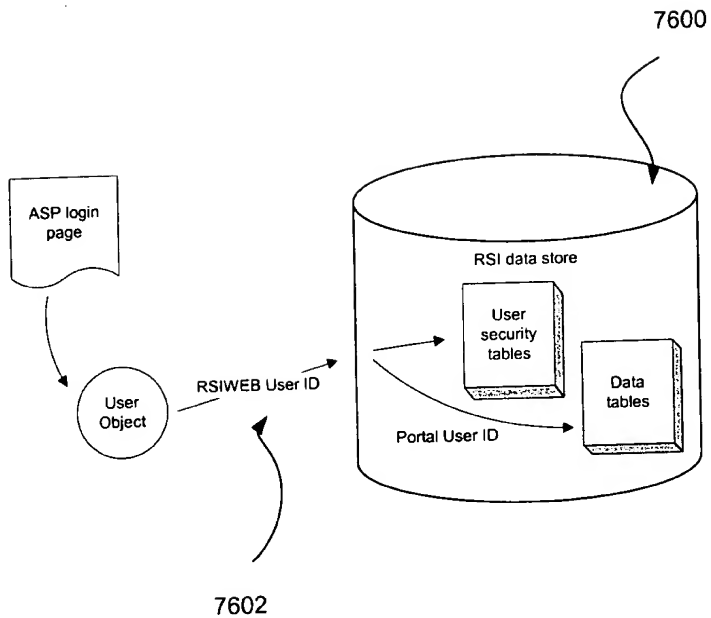 7600
ASP login
page
RSI data store
User
security
tables
RSIWEB User ID
User
Object
Data
tables
Portal User ID
7602